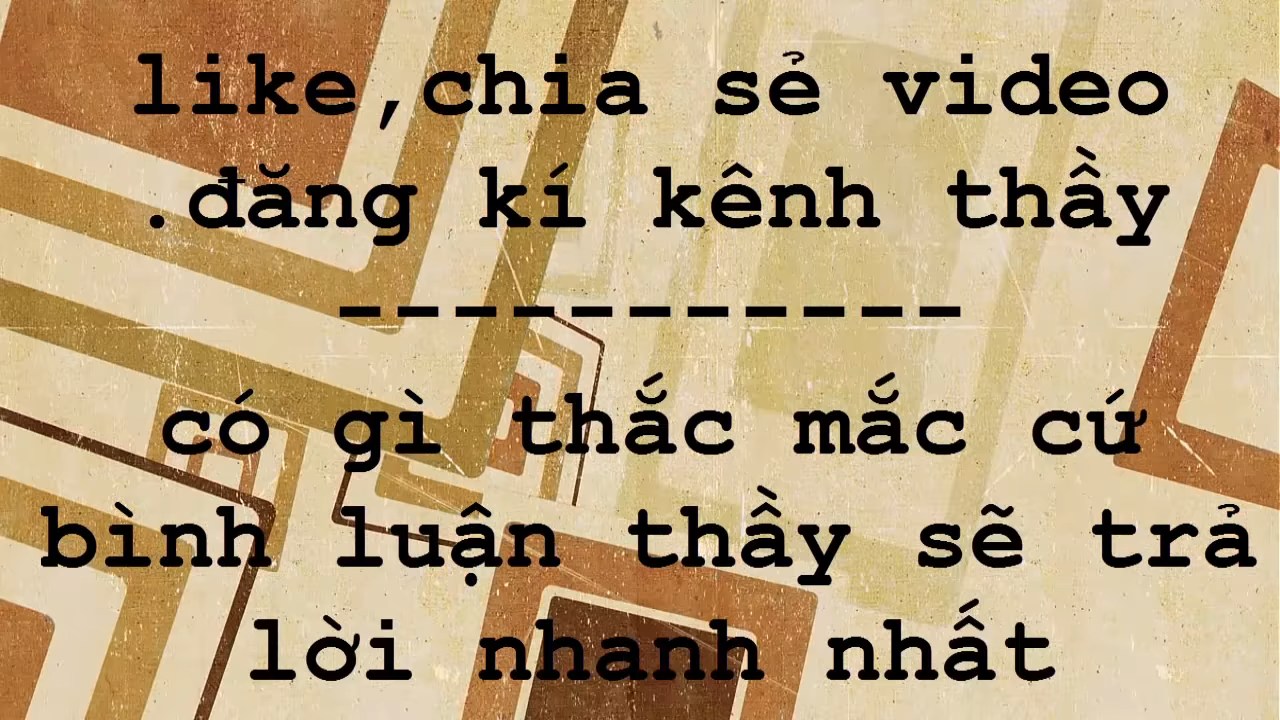 like,chia sẻ video
.đăng kí kênh thầy
-----------
có gì thắc mắc cứ
bình luận thầy sẽ trả
lời nhanh nhất